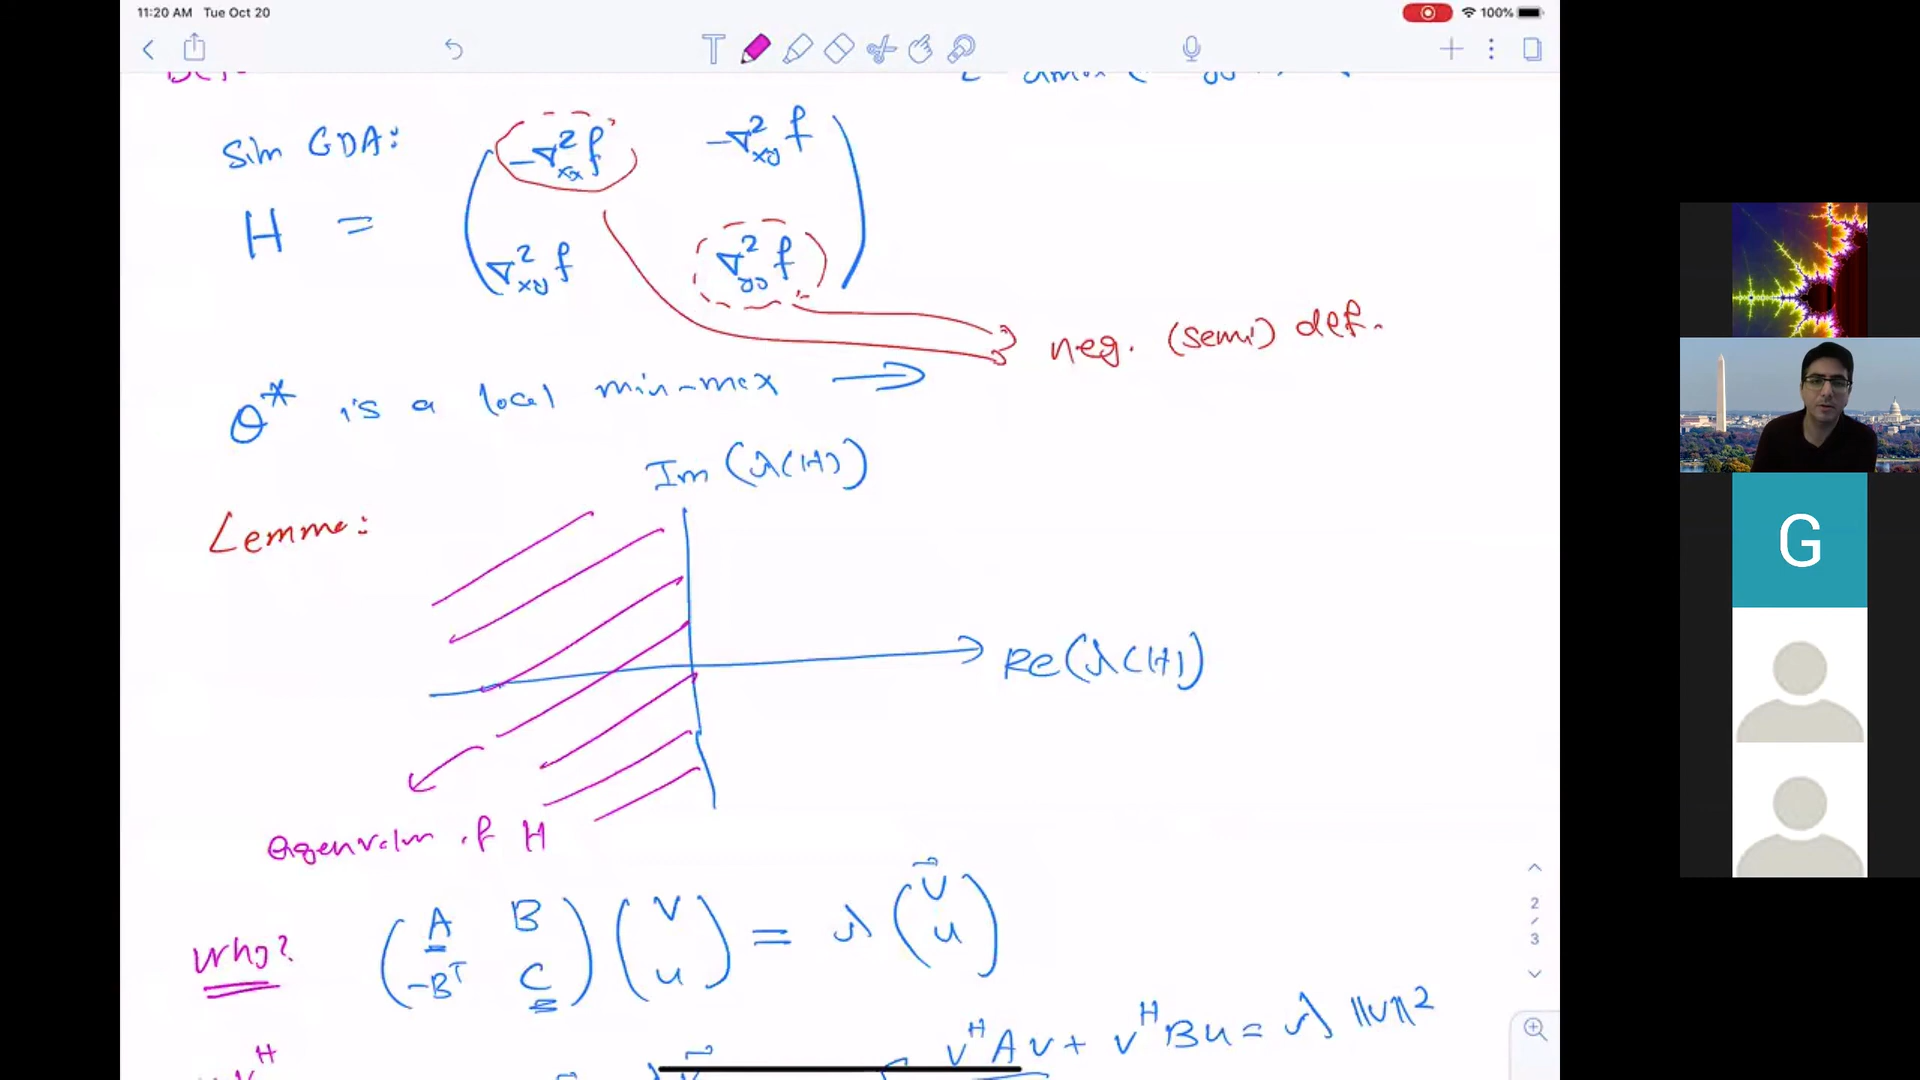 11:20 AM Tue Oct 20
100%
Sim GDA:
H = ( -∇²xx f -∇²xy f
∇²xy f ∇²yy f )
neg. (semi) def.
θ* is a local min-max →
Im (λ(H))
Lemma:
Re(λ(H))
eigenvalues of H
Why?
( A B
-Bᵀ C ) ( v
u ) = λ ( v
u )
vᴴAv + vᴴBu = λ ||v||²
2
/
3
G